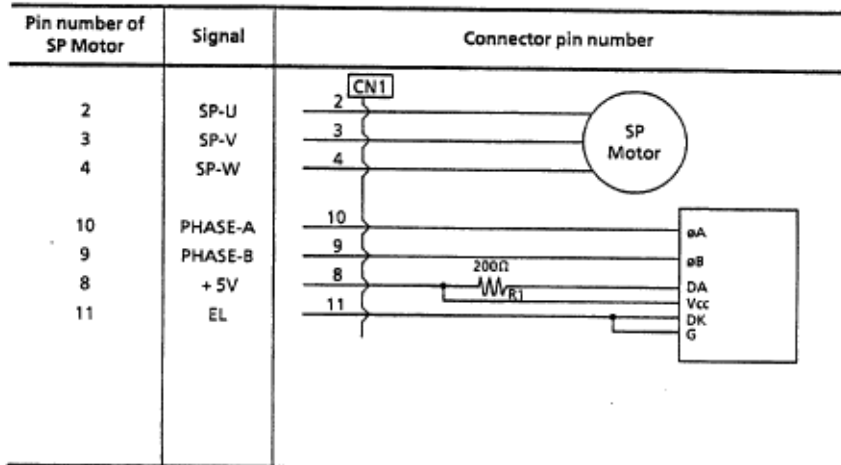 Pin number of SP Motor Signal Connector pin number
CN1
2 SP-U 2
3 SP-V 3
4 SP-W 4
SP Motor
10 PHASE-A 10 øA
9 PHASE-B 9 øB
200Ω
8 + 5V 8 DA
R1
Vcc
11 EL 11 DK
G